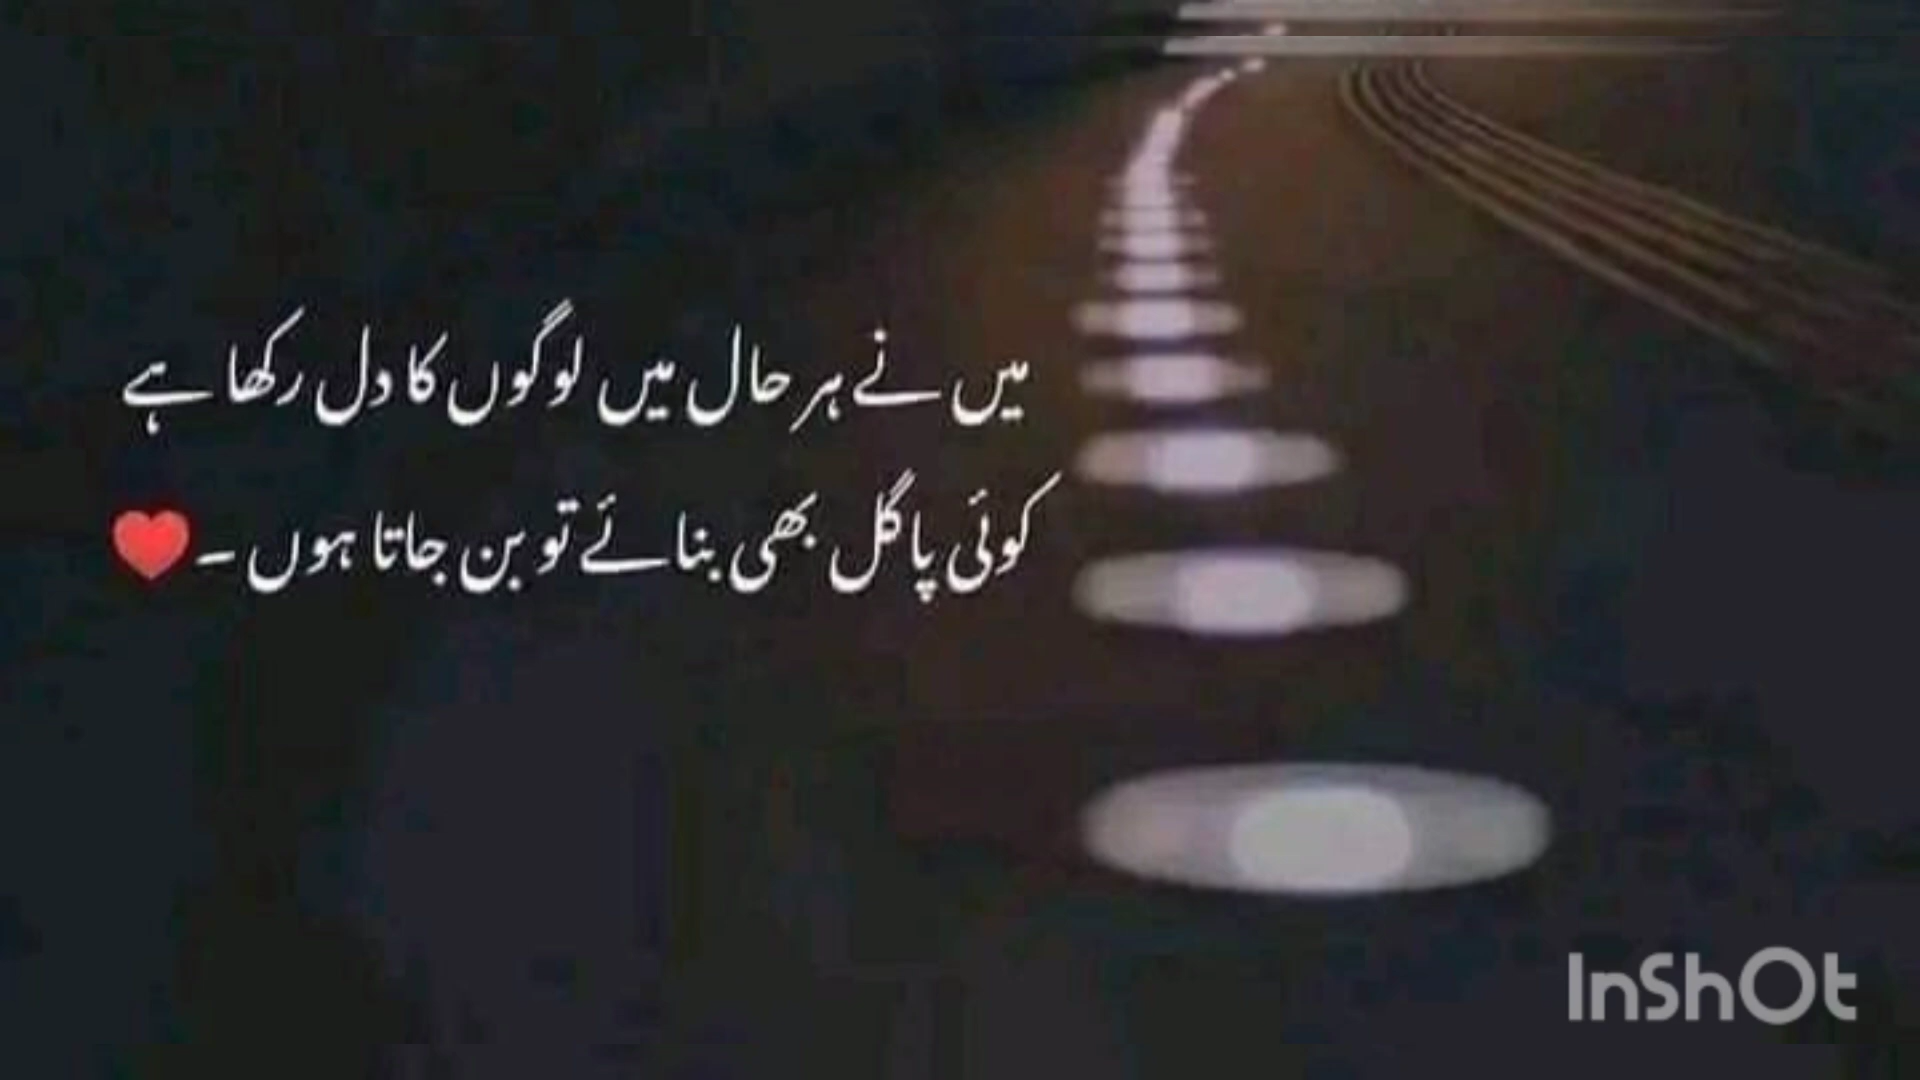 میں نے ہر حال میں لوگوں کا دل رکھا ہے
کوئی پاگل بھی بنائے تو بن جاتا ہوں ۔❤️
InShOt